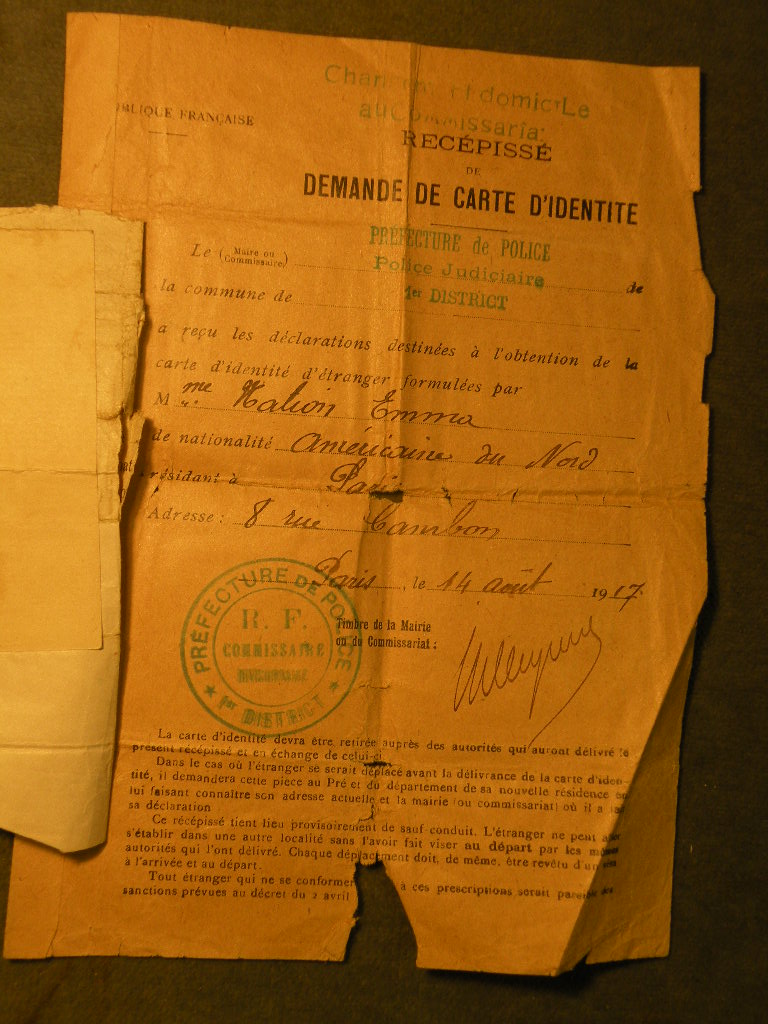 BLIQUE FRANÇAISE
et domicile
au Commissaria
RECÉPISSÉ
DE
DEMANDE DE CARTE D'IDENTITE
PRÉFECTURE de POLICE
Le (Maire ou Commissaire) de
Police Judiciaire
la commune de 1er DISTRICT
a reçu les déclarations destinées à l'obtention de la
carte d'identité d'étranger formulées par
M me Emma
de nationalité Américaine du Nord
résidant à Paris
Adresse : 8 rue Cambon
Paris, le 14 août 1917
PRÉFECTURE DE POLICE
R. F.
COMMISSAIRE
DIVISIONNAIRE
1er DISTRICT
Timbre de la Mairie
ou du Commissariat :
La carte d'identité devra être retirée auprès des autorités qui auront délivré le
présent récépissé et en échange de celui-ci
Dans le cas où l'étranger se serait déplacé avant la délivrance de la carte d'iden-
tité, il demandera cette pièce au Préfet du département de sa nouvelle résidence en
lui faisant connaître son adresse actuelle et la mairie (ou commissariat) où il a
sa déclaration
Ce récépissé tient lieu provisoirement de sauf conduit. L'étranger ne peut aller
s'établir dans une autre localité sans l'avoir fait viser au départ par les mêmes
autorités qui l'ont délivré. Chaque déplacement doit, de même, être revêtu d'un visa
à l'arrivée et au départ.
Tout étranger qui ne se conformer à ces prescriptions serait passible des
sanctions prévues au décret du 2 avril